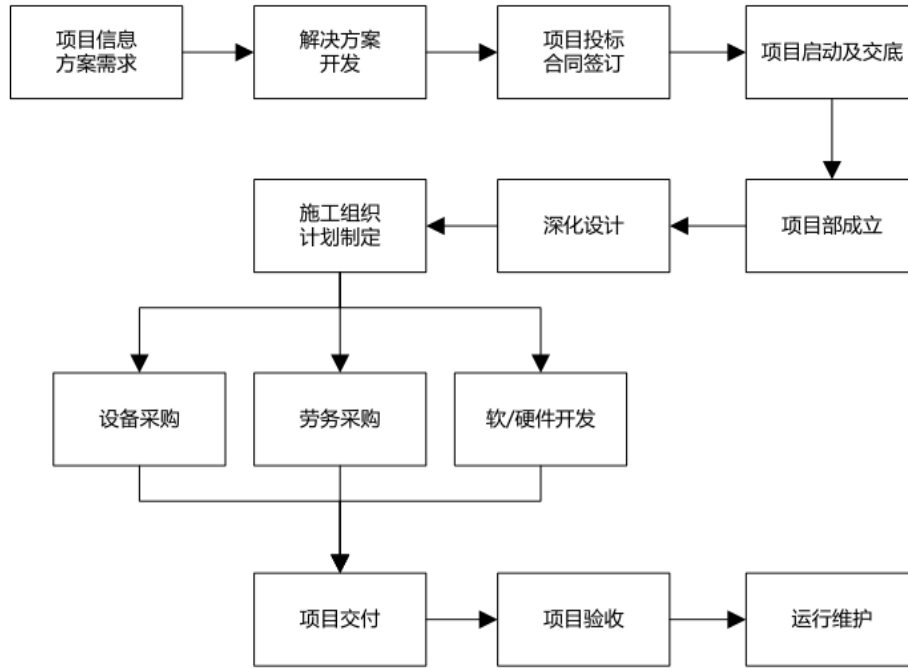 项目信息
方案需求
解决方案
开发
项目投标
合同签订
项目启动及交底
项目部成立
深化设计
施工组织
计划制定
设备采购
劳务采购
软/硬件开发
项目交付
项目验收
运行维护